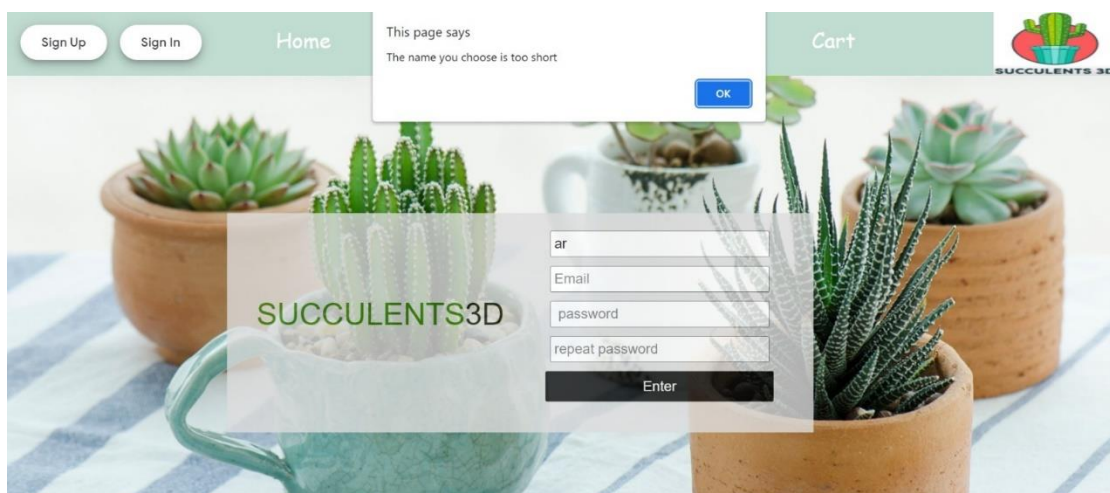 Sign Up
Sign In
Home
This page says
The name you choose is too short
OK
Cart
SUCCULENTS 3D
ar
Email
password
repeat password
SUCCULENTS3D
Enter